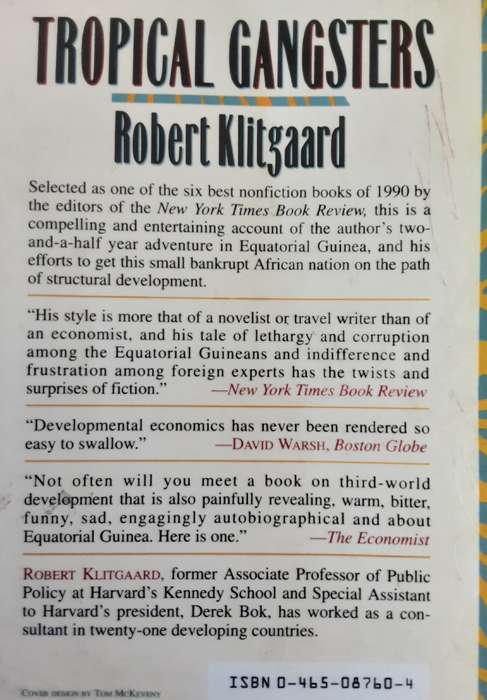 TROPICAL GANGSTERS
Robert Klitgaard
Selected as one of the six best nonfiction books of 1990 by
the editors of the New York Times Book Review, this is a
compelling and entertaining account of the author's two-
and-a-half year adventure in Equatorial Guinea, and his
efforts to get this small bankrupt African nation on the path
of structural development.
"His style is more that of a novelist or travel writer than of
an economist, and his tale of lethargy and corruption
among the Equatorial Guineans and indifference and
frustration among foreign experts has the twists and
surprises of fiction." —New York Times Book Review
"Developmental economics has never been rendered so
easy to swallow." —DAVID WARSH, Boston Globe
"Not often will you meet a book on third-world
development that is also painfully revealing, warm, bitter,
funny, sad, engagingly autobiographical and about
Equatorial Guinea. Here is one." —The Economist
ROBERT KLITGAARD, former Associate Professor of Public
Policy at Harvard's Kennedy School and Special Assistant
to Harvard's president, Derek Bok, has worked as a con-
sultant in twenty-one developing countries.
ISBN 0-465-08760-4
COVER DESIGN BY TOM MCKEVENY